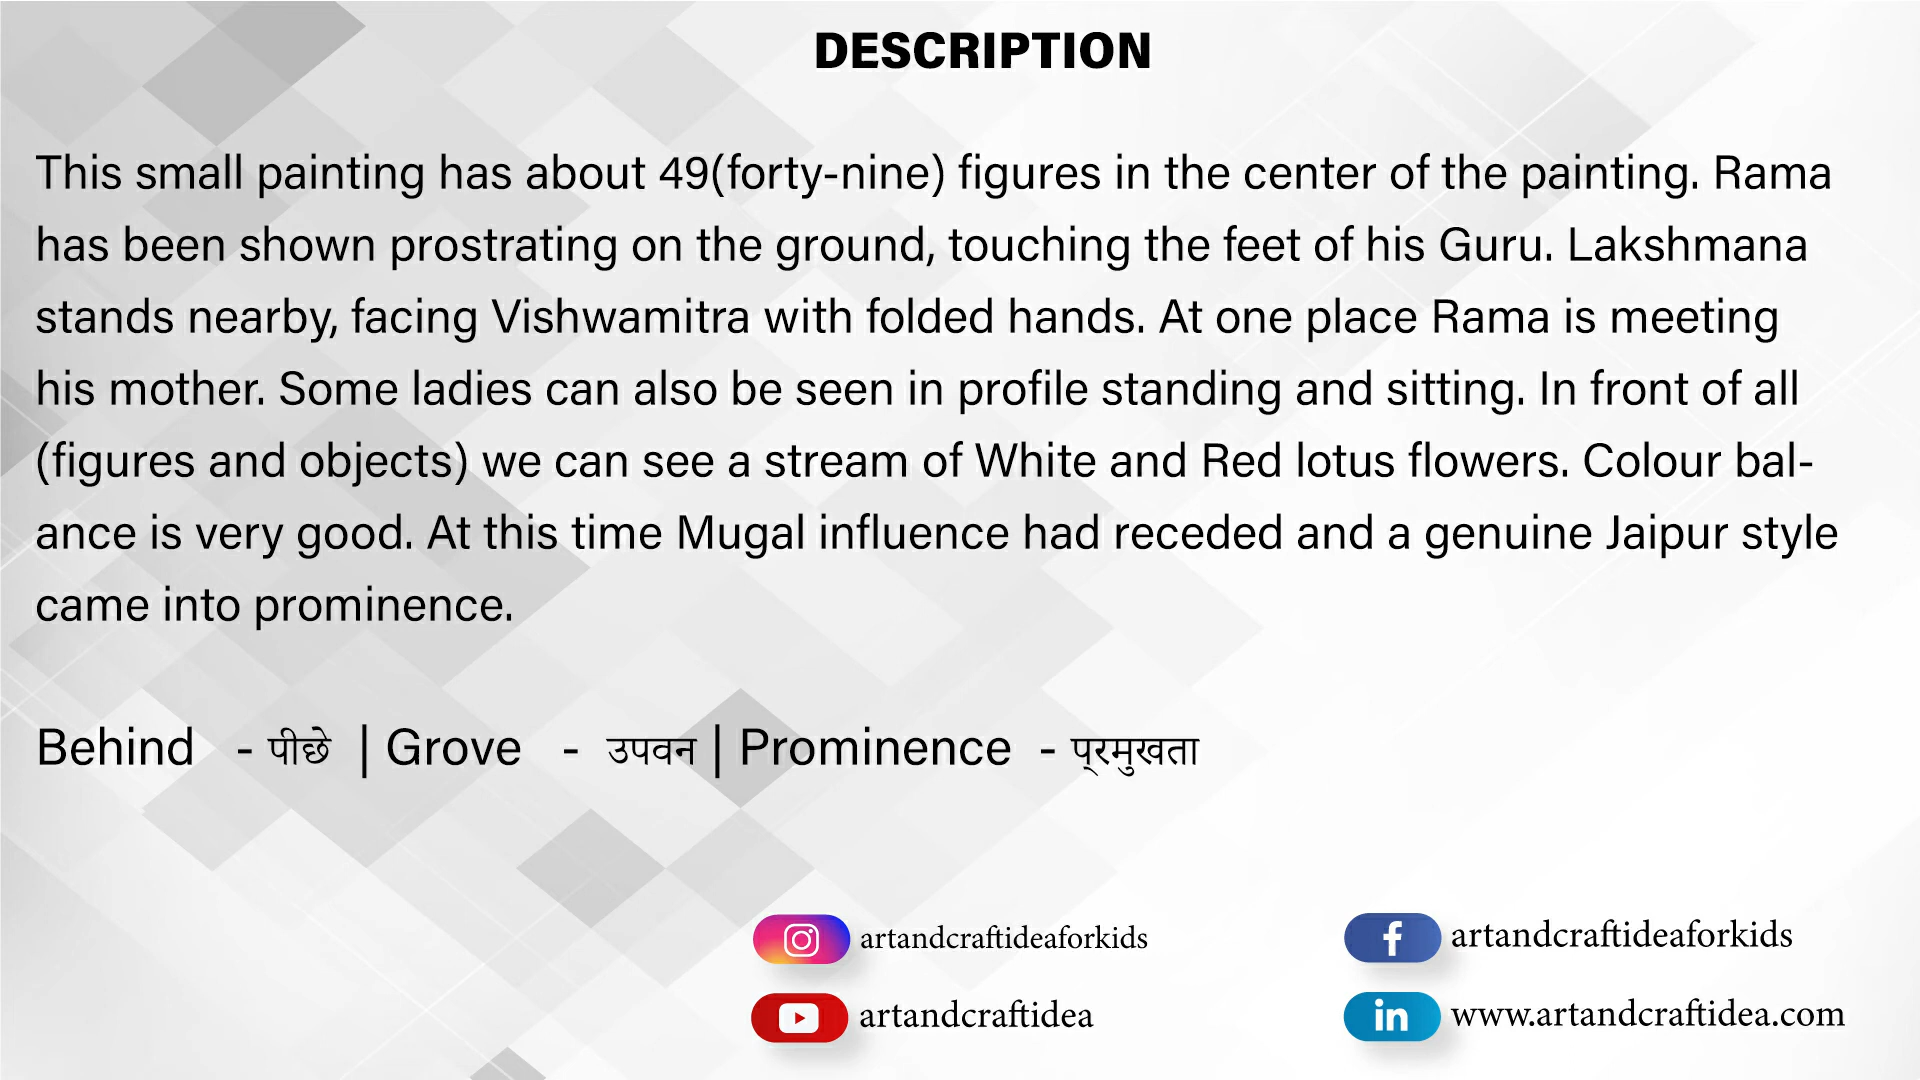 DESCRIPTION
This small painting has about 49(forty-nine) figures in the center of the painting. Rama
has been shown prostrating on the ground, touching the feet of his Guru. Lakshmana
stands nearby, facing Vishwamitra with folded hands. At one place Rama is meeting
his mother. Some ladies can also be seen in profile standing and sitting. In front of all
(figures and objects) we can see a stream of White and Red lotus flowers. Colour bal-
ance is very good. At this time Mugal influence had receded and a genuine Jaipur style
came into prominence.
Behind - पीछे | Grove - उपवन | Prominence - प्‌रमुखता
artandcraftideaforkids
artandcraftideaforkids
artandcraftidea
www.artandcraftidea.com